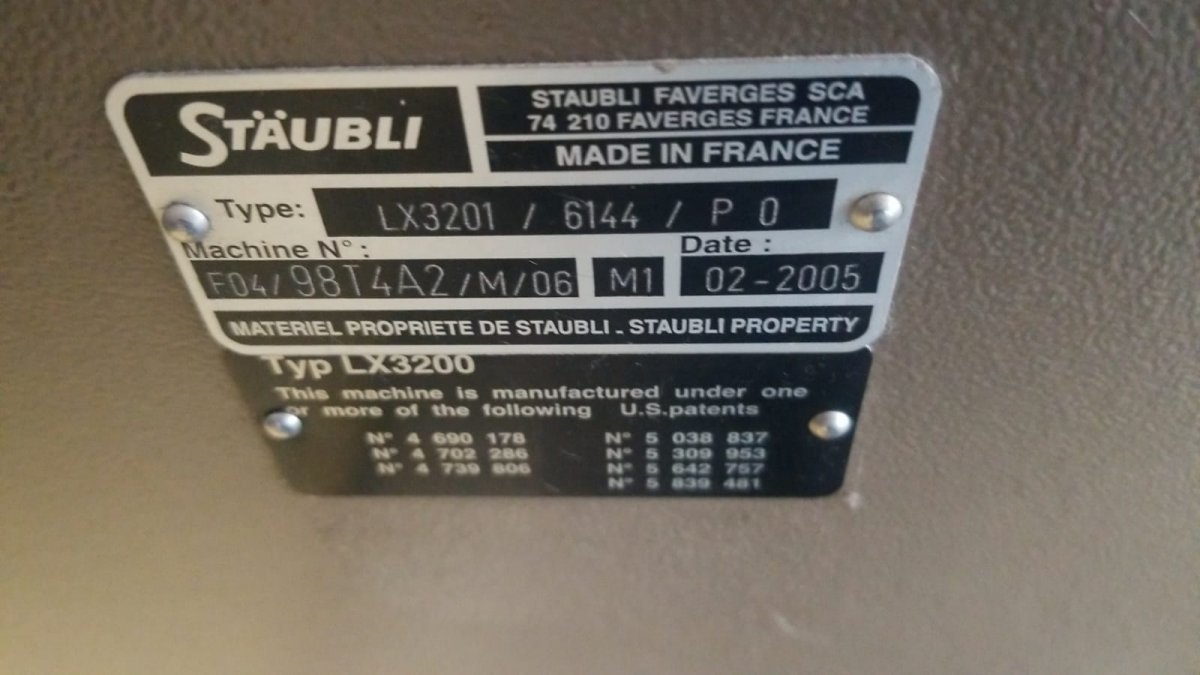 STÄUBLI
STAUBLI FAVERGES SCA
74 210 FAVERGES FRANCE
MADE IN FRANCE
Type: LX3201 / 6144 / P 0
Machine N° : Date :
F04/98T4A2/M/06 M1 02-2005
MATERIEL PROPRIETE DE STAUBLI - STAUBLI PROPERTY
Typ LX3200
This machine is manufactured under one
or more of the following U.S.patents
N° 4 690 178 N° 5 038 837
N° 4 702 286 N° 5 309 953
N° 4 739 806 N° 5 642 757
N° 5 839 481